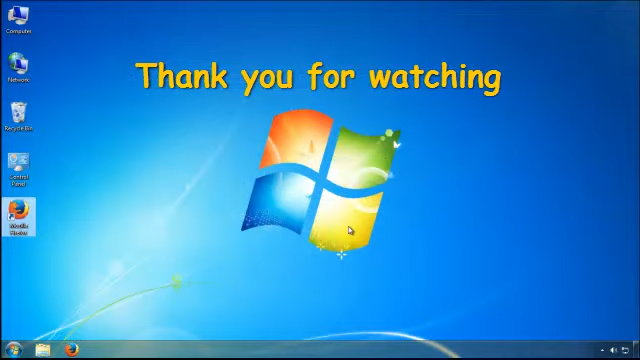 Thank you for watching
Computer
Network
Recycle Bin
Control
Panel
Mozilla
Firefox